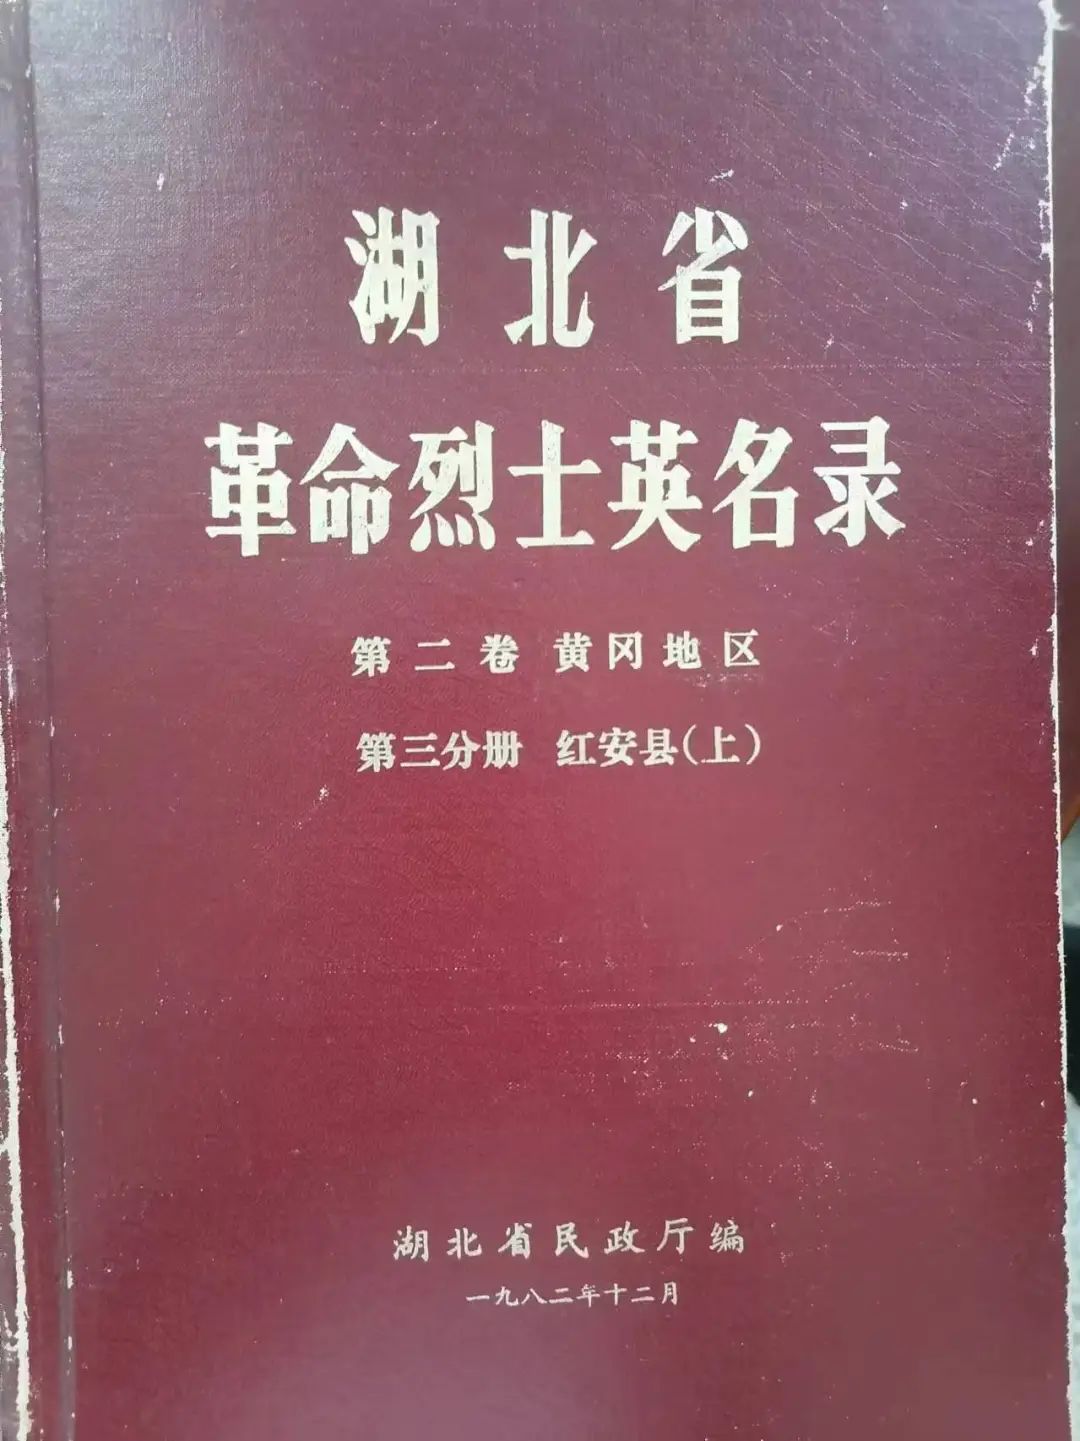 湖北省
革命烈士英名录
第二卷 黄冈地区
第三分册 红安县(上)
湖北省民政厅编
一九八二年十二月